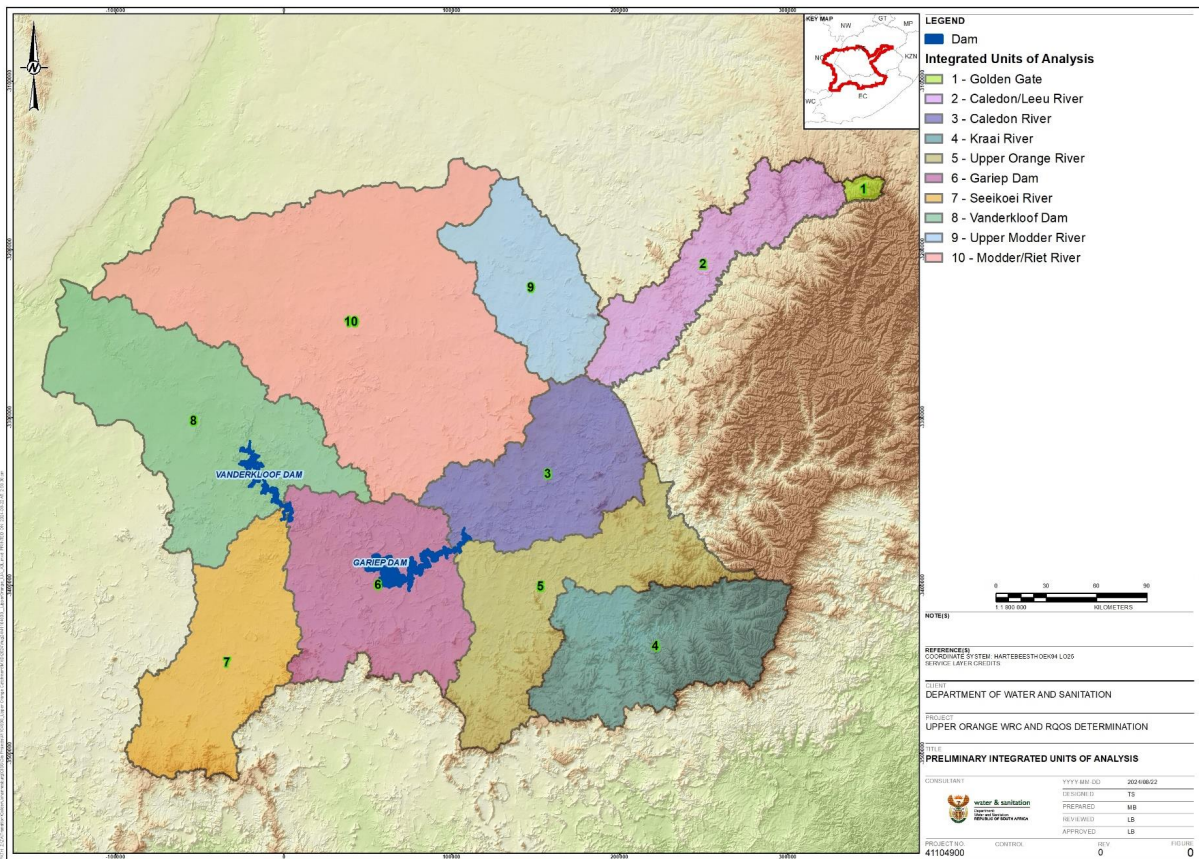 -100000 0 100000 200000 300000
KEY MAP
GT
NW
MP
KZN
EC
WC
N
LEGEND
Dam
Integrated Units of Analysis
1 - Golden Gate
2 - Caledon/Leeu River
3 - Caledon River
4 - Kraai River
5 - Upper Orange River
6 - Gariep Dam
7 - Seeikoei River
8 - Vanderkloof Dam
9 - Upper Modder River
10 - Modder/Riet River
1
2
9
10
8
VANDERKLOOF DAM
3
GARIEP DAM
6
5
4
7
0 30 60 90
1:1 800 000 KILOMETERS
NOTE(S)
REFERENCE(S)
COORDINATE SYSTEM: HARTEBEESTHOEK94 LO25
SERVICE LAYER CREDITS:
CLIENT
DEPARTMENT OF WATER AND SANITATION
PROJECT
UPPER ORANGE WRC AND RQOS DETERMINATION
TITLE
PRELIMINARY INTEGRATED UNITS OF ANALYSIS
CONSULTANT
YYYY-MM-DD 2024/08/22
DESIGNED TS
PREPARED MB
REVIEWED LB
APPROVED LB
water & sanitation
Department:
Water and Sanitation
REPUBLIC OF SOUTH AFRICA
PROJECT NO. CONTROL REV FIGURE
41104900 0 0
-100000 0 100000 200000 300000